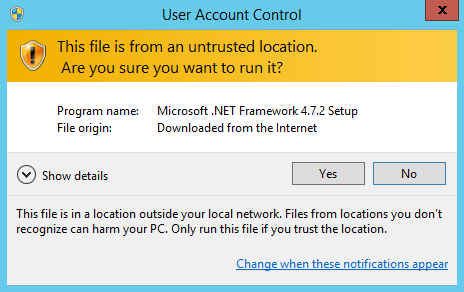 User Account Control
x
This file is from an untrusted location.
Are you sure you want to run it?
Program name: Microsoft .NET Framework 4.7.2 Setup
File origin: Downloaded from the Internet
Show details Yes No
This file is in a location outside your local network. Files from locations you don't
recognize can harm your PC. Only run this file if you trust the location.
Change when these notifications appear